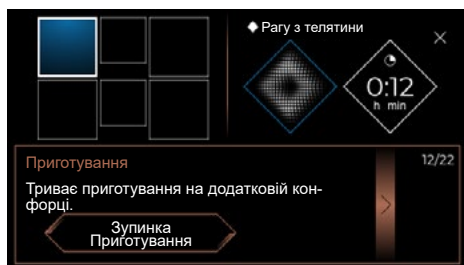 Рагу з телятини
0:12
h min
Приготування
12/22
Триває приготування на додатковій кон-
форці.
Зупинка
Приготування